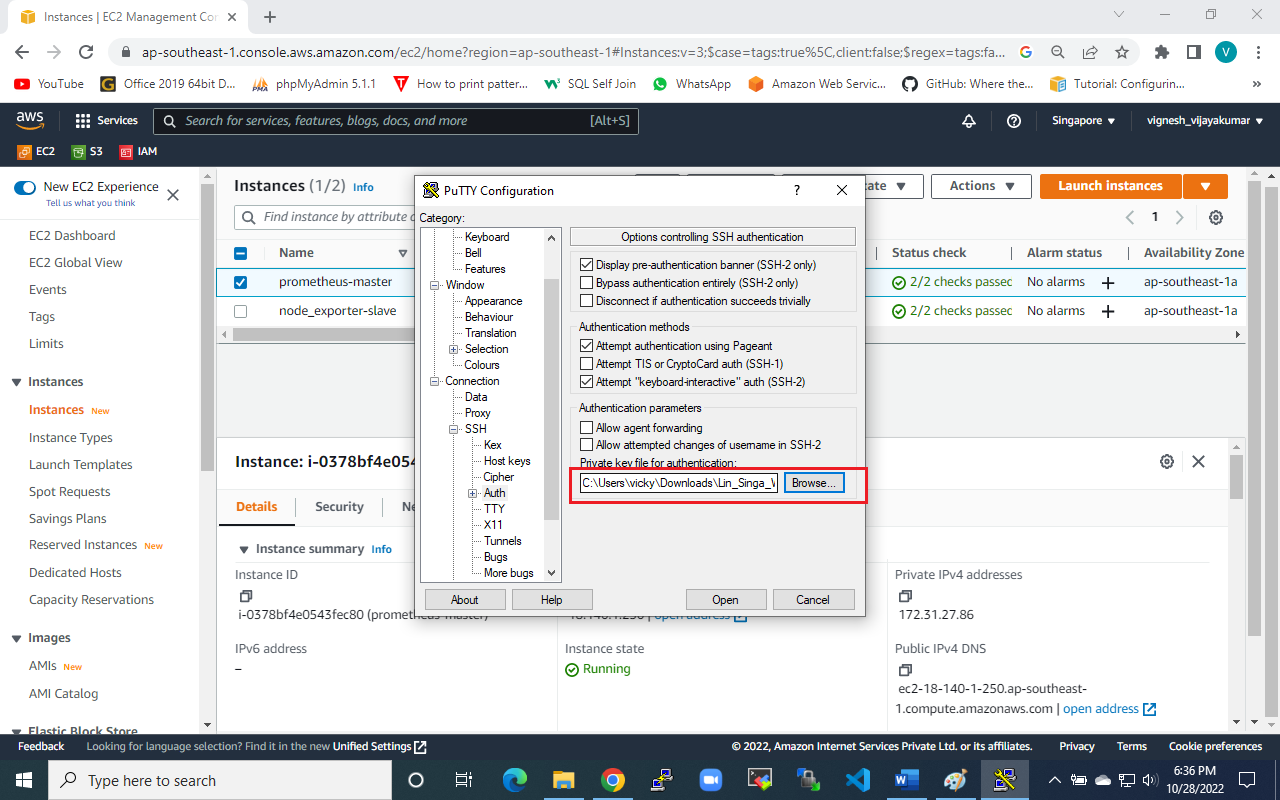 Instances | EC2 Management Con
ap-southeast-1.console.aws.amazon.com/ec2/home?region=ap-southeast-1#Instances:v=3;$case=tags:true%5C,client:false;$regex=tags:fa...
V
YouTube
Office 2019 64bit D...
phpMyAdmin 5.1.1
How to print patter...
SQL Self Join
WhatsApp
Amazon Web Servic...
GitHub: Where the...
Tutorial: Configurin...
aws
Services
Search for services, features, blogs, docs, and more
[Alt+S]
Singapore
vignesh_vijayakumar
EC2
S3
IAM
New EC2 Experience
Tell us what you think
EC2 Dashboard
EC2 Global View
Events
Tags
Limits
Instances
Instances New
Instance Types
Launch Templates
Spot Requests
Savings Plans
Reserved Instances New
Dedicated Hosts
Capacity Reservations
Images
AMIs New
AMI Catalog
Elastic Block Store
Instances (1/2) Info
Actions
Launch instances
Find instance by attribute
1
Name
Status check
Alarm status
Availability Zone
prometheus-master
2/2 checks passec
No alarms
ap-southeast-1a
node_exporter-slave
2/2 checks passec
No alarms
ap-southeast-1a
PuTTY Configuration
?
Category:
Keyboard
Bell
Features
Window
Appearance
Behaviour
Translation
Selection
Colours
Connection
Data
Proxy
SSH
Kex
Host keys
Cipher
Auth
TTY
X11
Tunnels
Bugs
More bugs
Options controlling SSH authentication
Display pre-authentication banner (SSH-2 only)
Bypass authentication entirely (SSH-2 only)
Disconnect if authentication succeeds trivially
Authentication methods
Attempt authentication using Pageant
Attempt TIS or CryptoCard auth (SSH-1)
Attempt "keyboard-interactive" auth (SSH-2)
Authentication parameters
Allow agent forwarding
Allow attempted changes of username in SSH-2
Private key file for authentication:
C:\Users\vicky\Downloads\Lin_Singa_
Browse...
About
Help
Open
Cancel
Instance: i-0378bf4e054
Details
Security
Ne
Instance summary Info
Instance ID
i-0378bf4e0543fec80 (prometheus-master)
18.140.1.250 | open address
Private IPv4 addresses
172.31.27.86
IPv6 address
–
Instance state
Running
Public IPv4 DNS
ec2-18-140-1-250.ap-southeast-
1.compute.amazonaws.com | open address
Feedback
Looking for language selection? Find it in the new Unified Settings
© 2022, Amazon Internet Services Private Ltd. or its affiliates.
Privacy
Terms
Cookie preferences
Type here to search
6:36 PM
10/28/2022